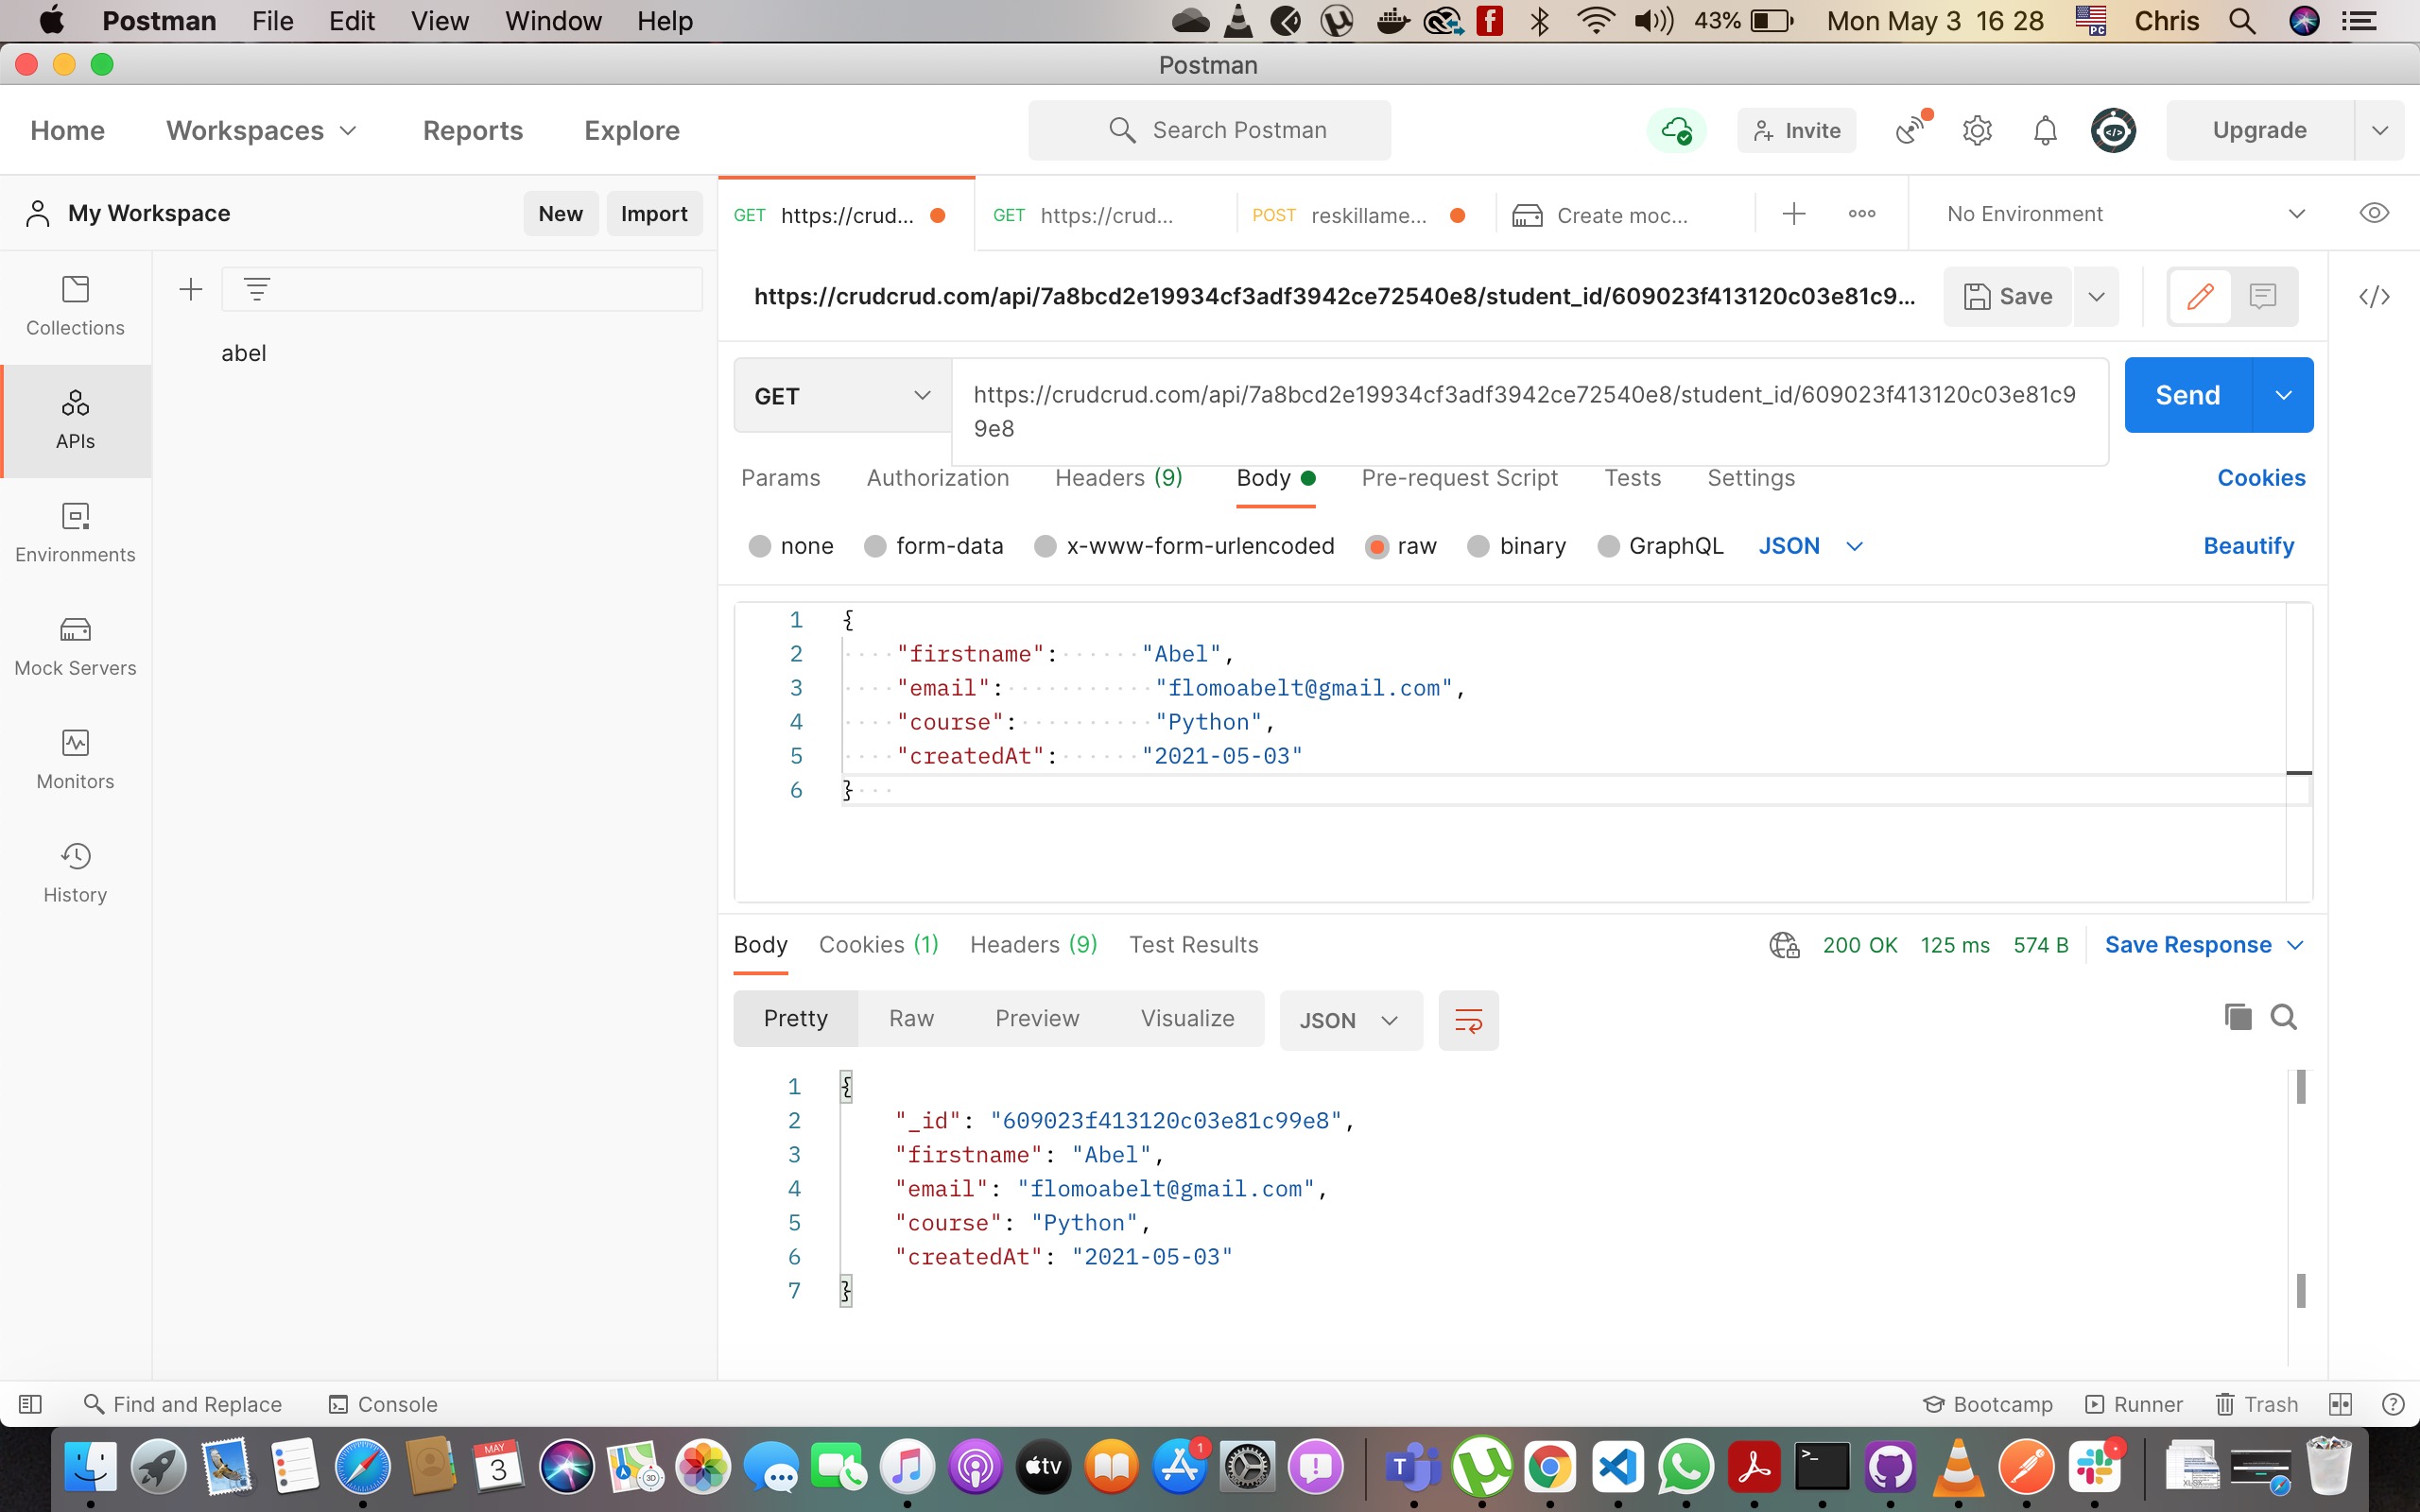 Postman File Edit View Window Help 43% Mon May 3 16 28 Chris
Postman
Home Workspaces Reports Explore Search Postman Invite Upgrade
My Workspace New Import GET https://crud... GET https://crud... POST reskillame... Create moc... No Environment
https://crudcrud.com/api/7a8bcd2e19934cf3adf3942ce72540e8/student_id/609023f413120c03e81c9... Save
Collections
abel
GET https://crudcrud.com/api/7a8bcd2e19934cf3adf3942ce72540e8/student_id/609023f413120c03e81c9
9e8
Send
APIs
Params Authorization Headers (9) Body Pre-request Script Tests Settings Cookies
Environments
none form-data x-www-form-urlencoded raw binary GraphQL JSON Beautify
1 {
2 "firstname": "Abel",
3 "email": "flomoabelt@gmail.com",
4 "course": "Python",
5 "createdAt": "2021-05-03"
6 }
Mock Servers
Monitors
History
Body Cookies (1) Headers (9) Test Results 200 OK 125 ms 574 B Save Response
Pretty Raw Preview Visualize JSON
1 {
2 "_id": "609023f413120c03e81c99e8",
3 "firstname": "Abel",
4 "email": "flomoabelt@gmail.com",
5 "course": "Python",
6 "createdAt": "2021-05-03"
7 }
Find and Replace Console Bootcamp Runner Trash
MAY
3
3D
tv
1
T
>_
XLSX